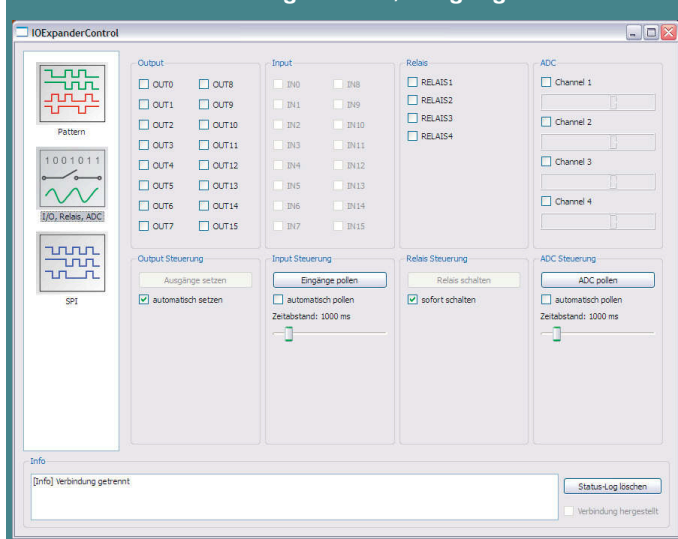 IOExpanderControl
Pattern
1001011
I/O, Relais, ADC
SPI
Output
OUT0 OUT8
OUT1 OUT9
OUT2 OUT10
OUT3 OUT11
OUT4 OUT12
OUT5 OUT13
OUT6 OUT14
OUT7 OUT15
Input
IN0 IN8
IN1 IN9
IN2 IN10
IN3 IN11
IN4 IN12
IN5 IN13
IN6 IN14
IN7 IN15
Relais
RELAIS1
RELAIS2
RELAIS3
RELAIS4
ADC
Channel 1
Channel 2
Channel 3
Channel 4
Output Steuerung
Ausgänge setzen
automatisch setzen
Input Steuerung
Eingänge pollen
automatisch pollen
Zeitabstand: 1000 ms
Relais Steuerung
Relais schalten
sofort schalten
ADC Steuerung
ADC pollen
automatisch pollen
Zeitabstand: 1000 ms
Info
[Info] Verbindung getrennt
Status-Log löschen
Verbindung hergestellt